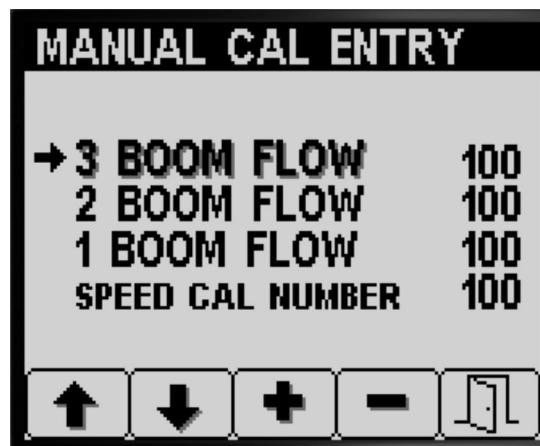 MANUAL CAL ENTRY
3 BOOM FLOW 100
2 BOOM FLOW 100
1 BOOM FLOW 100
SPEED CAL NUMBER 100